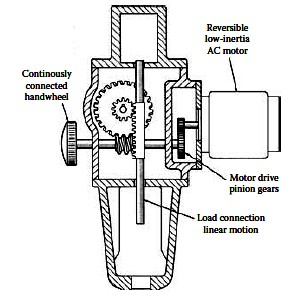 Reversible
low-inertia
AC motor
Continously
connected
handwheel
Motor drive
pinion gears
Load connection
linear motion